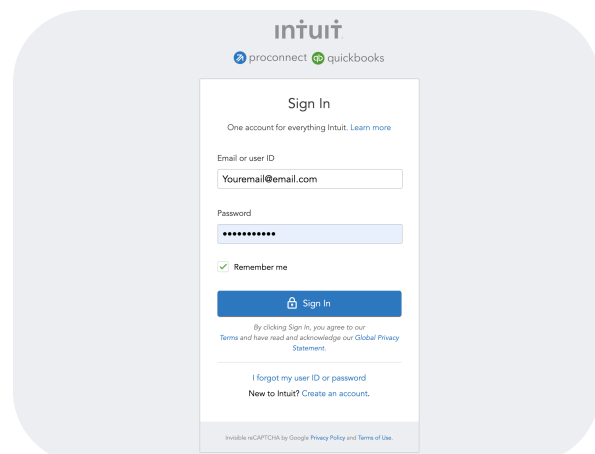 intuit
proconnect qb quickbooks
Sign In
One account for everything Intuit. Learn more
Email or user ID
Youremail@email.com
Password
•••••••••••
Remember me
Sign In
By clicking Sign In, you agree to our
Terms and have read and acknowledge our Global Privacy
Statement.
I forgot my user ID or password
New to Intuit? Create an account.
Invisible reCAPTCHA by Google Privacy Policy and Terms of Use.